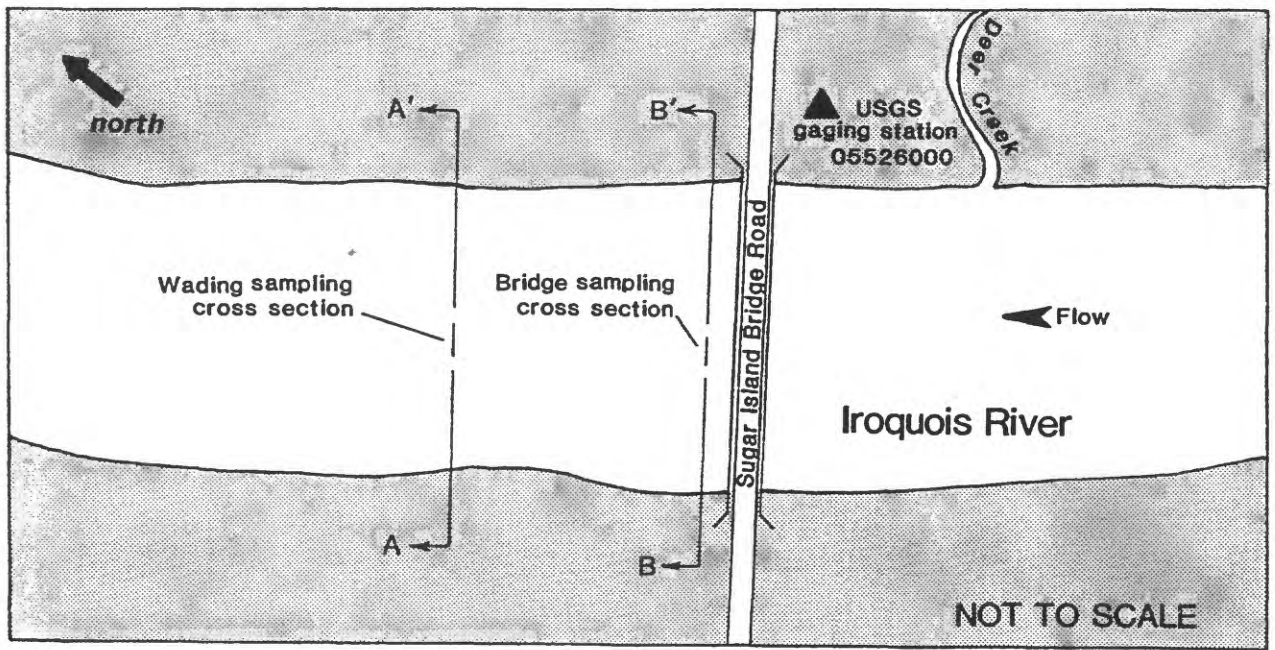 north
A'
B'
USGS
gaging station
05526000
Deer Creek
Wading sampling
cross section
Bridge sampling
cross section
Sugar Island Bridge Road
Flow
Iroquois River
A
B
NOT TO SCALE